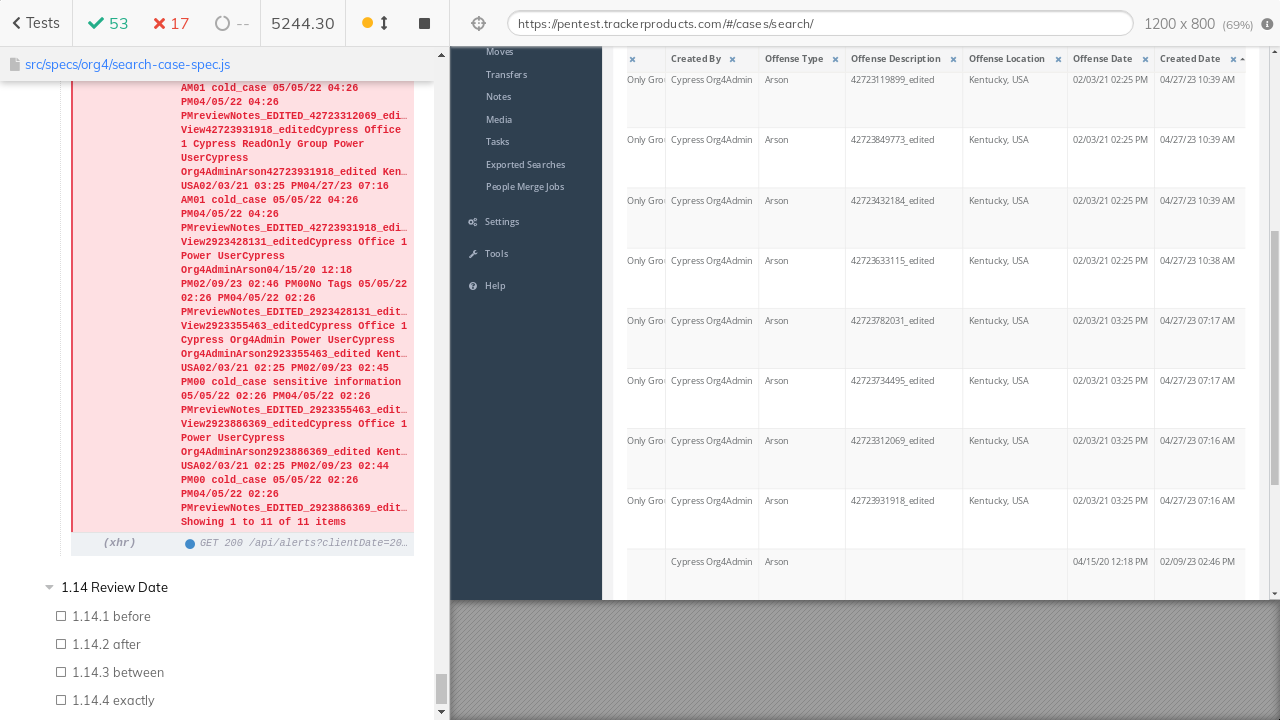 Tests
53
17
--
5244.30
https://pentest.trackerproducts.com/#/cases/search/
1200 x 800 (69%)
src/specs/org4/search-case-spec.js
AM01 cold_case 05/05/22 04:26
PM04/05/22 04:26
PMreviewNotes_EDITED_42723312069_edi…
View42723931918_editedCypress Office
1 Cypress ReadOnly Group Power
UserCypress
Org4AdminArson42723931918_edited Ken…
USA02/03/21 03:25 PM04/27/23 07:16
AM01 cold_case 05/05/22 04:26
PM04/05/22 04:26
PMreviewNotes_EDITED_42723931918_edi…
View2923428131_editedCypress Office 1
Power UserCypress
Org4AdminArson04/15/20 12:18
PM02/09/23 02:46 PM00No Tags 05/05/22
02:26 PM04/05/22 02:26
PMreviewNotes_EDITED_2923428131_edit…
View2923355463_editedCypress Office 1
Cypress Org4Admin Power UserCypress
Org4AdminArson2923355463_edited Kent…
USA02/03/21 02:25 PM02/09/23 02:45
PM00 cold_case sensitive information
05/05/22 02:26 PM04/05/22 02:26
PMreviewNotes_EDITED_2923355463_edit…
View2923886369_editedCypress Office 1
Power UserCypress
Org4AdminArson2923886369_edited Kent…
USA02/03/21 02:25 PM02/09/23 02:44
PM00 cold_case 05/05/22 02:26
PM04/05/22 02:26
PMreviewNotes_EDITED_2923886369_edit…
Showing 1 to 11 of 11 items
(xhr) GET 200 /api/alerts?clientDate=20…
1.14 Review Date
1.14.1 before
1.14.2 after
1.14.3 between
1.14.4 exactly
Moves
Transfers
Notes
Media
Tasks
Exported Searches
People Merge Jobs
Settings
Tools
Help
Created By Offense Type Offense Description Offense Location Offense Date Created Date
Only Grou Cypress Org4Admin Arson 42723119899_edited Kentucky, USA 02/03/21 02:25 PM 04/27/23 10:39 AM
Only Grou Cypress Org4Admin Arson 42723849773_edited Kentucky, USA 02/03/21 02:25 PM 04/27/23 10:39 AM
Only Grou Cypress Org4Admin Arson 42723432184_edited Kentucky, USA 02/03/21 02:25 PM 04/27/23 10:39 AM
Only Grou Cypress Org4Admin Arson 42723633115_edited Kentucky, USA 02/03/21 02:25 PM 04/27/23 10:38 AM
Only Grou Cypress Org4Admin Arson 42723782031_edited Kentucky, USA 02/03/21 03:25 PM 04/27/23 07:17 AM
Only Grou Cypress Org4Admin Arson 42723734495_edited Kentucky, USA 02/03/21 03:25 PM 04/27/23 07:17 AM
Only Grou Cypress Org4Admin Arson 42723312069_edited Kentucky, USA 02/03/21 03:25 PM 04/27/23 07:16 AM
Only Grou Cypress Org4Admin Arson 42723931918_edited Kentucky, USA 02/03/21 03:25 PM 04/27/23 07:16 AM
Cypress Org4Admin Arson 04/15/20 12:18 PM 02/09/23 02:46 PM